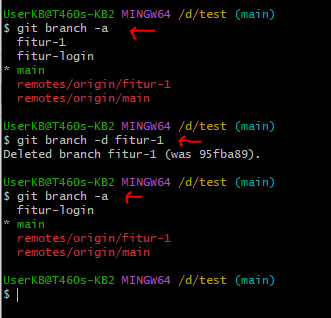 UserKB@T460s-KB2 MINGW64 /d/test (main)
$ git branch -a
  fitur-1
  fitur-login
* main
  remotes/origin/fitur-1
  remotes/origin/main
UserKB@T460s-KB2 MINGW64 /d/test (main)
$ git branch -d fitur-1
Deleted branch fitur-1 (was 95fba89).
UserKB@T460s-KB2 MINGW64 /d/test (main)
$ git branch -a
  fitur-login
* main
  remotes/origin/fitur-1
  remotes/origin/main
UserKB@T460s-KB2 MINGW64 /d/test (main)
$